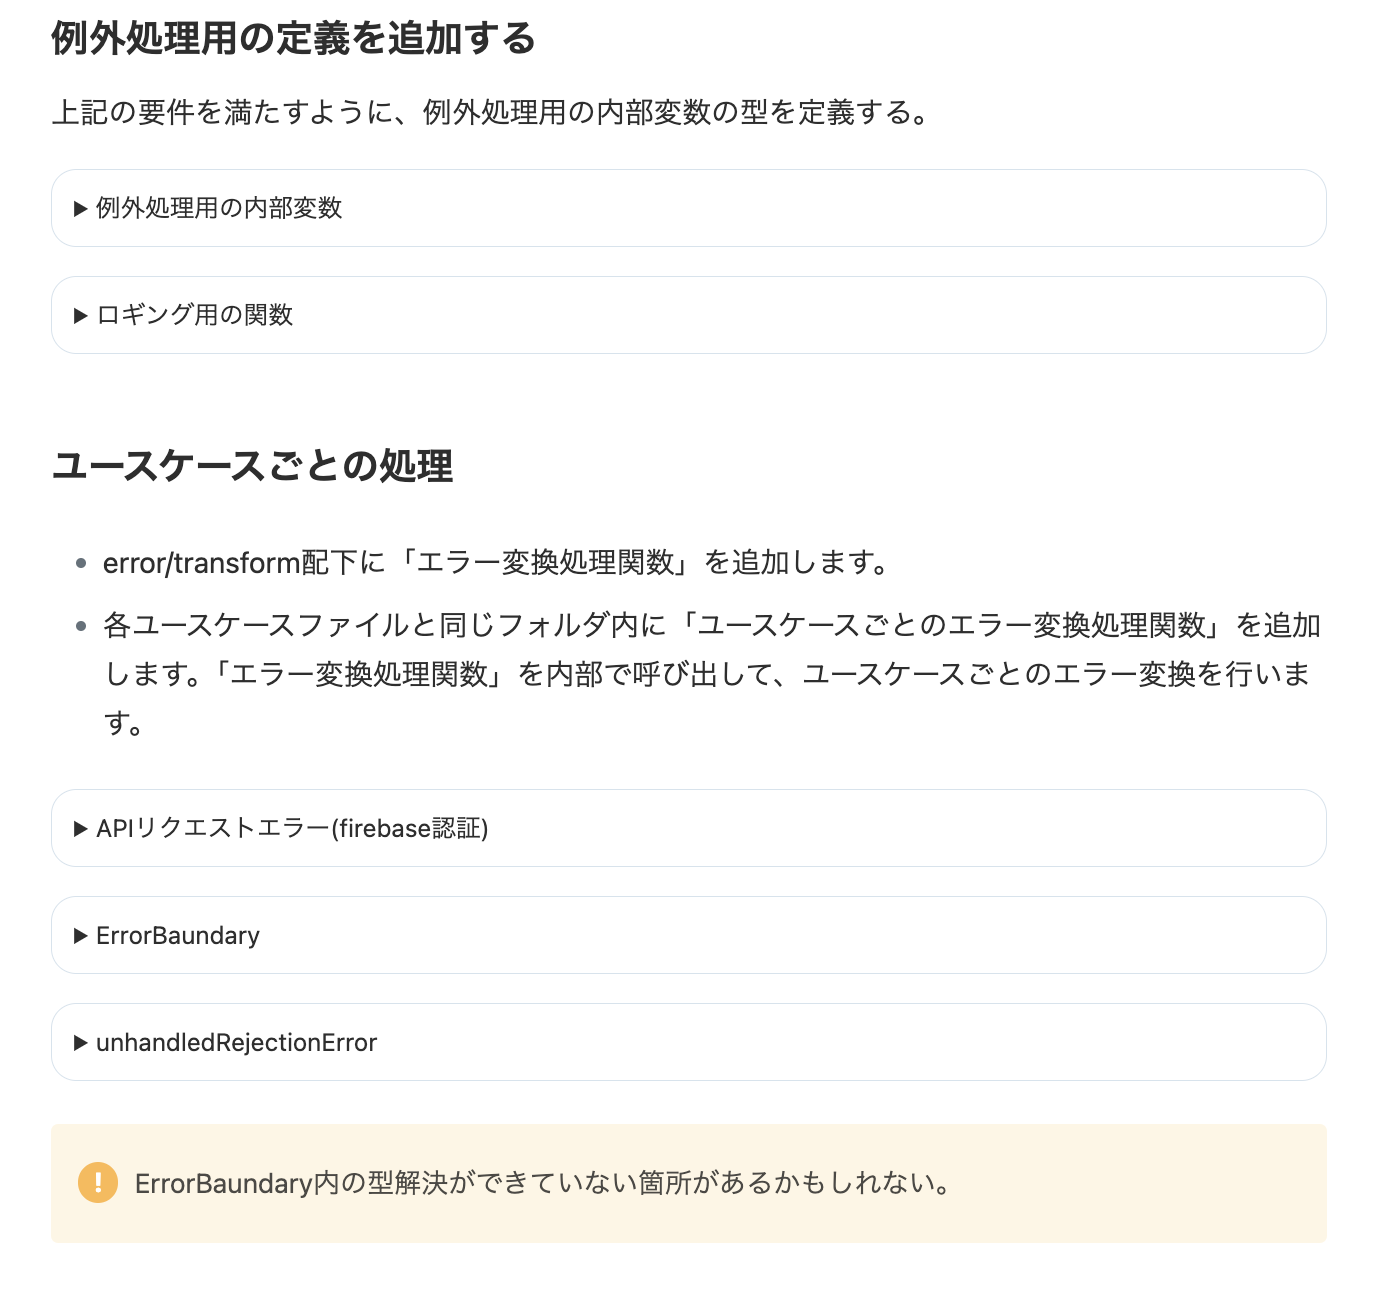 例外処理用の定義を追加する
上記の要件を満たすように、例外処理用の内部変数の型を定義する。
▶ 例外処理用の内部変数
▶ ロギング用の関数
ユースケースごとの処理
• error/transform配下に「エラー変換処理関数」を追加します。
• 各ユースケースファイルと同じフォルダ内に「ユースケースごとのエラー変換処理関数」を追加
します。「エラー変換処理関数」を内部で呼び出して、ユースケースごとのエラー変換を行いま
す。
▶ APIリクエストエラー(firebase認証)
▶ ErrorBaundary
▶ unhandledRejectionError
! ErrorBaundary内の型解決ができていない箇所があるかもしれない。